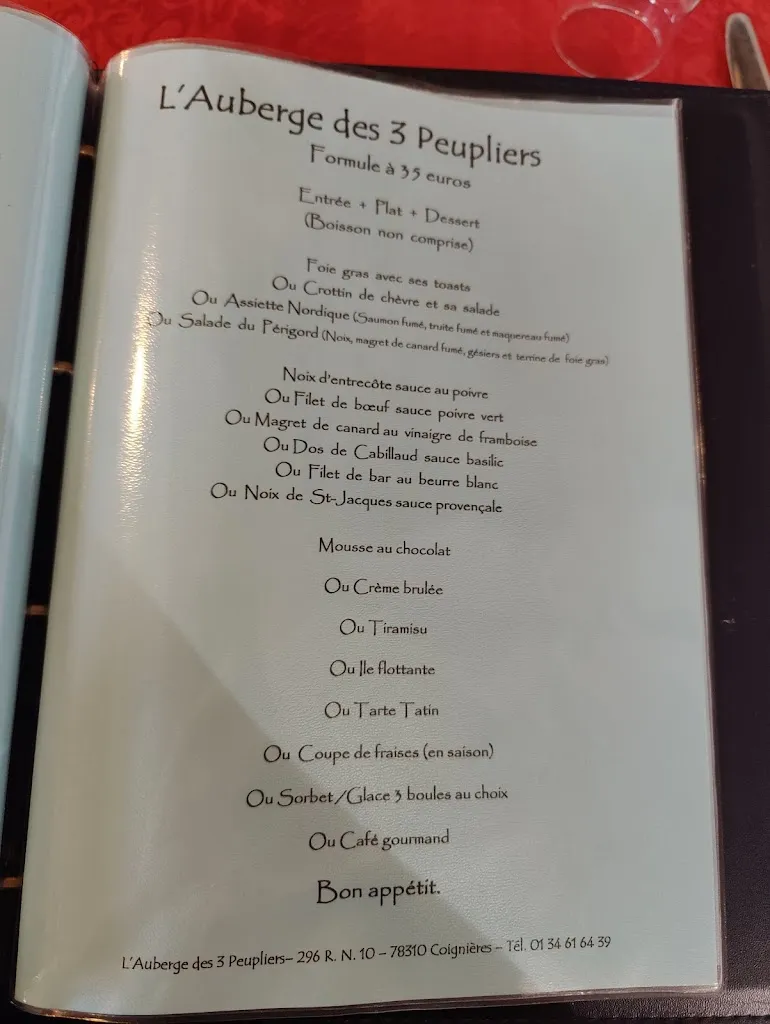 L'Auberge des 3 Peupliers
Formule à 35 euros
Entrée + Plat + Dessert
(Boisson non comprise)
Foie gras avec ses toasts
Ou Crottin de chèvre et sa salade
Ou Assiette Nordique (Saumon fumé, truite fumé et maquereau fumé)
Ou Salade du Périgord (Noix, magret de canard fumé, gésiers et terrine de foie gras)
Noix d'entrecôte sauce au poivre
Ou Filet de bœuf sauce poivre vert
Ou Magret de canard au vinaigre de framboise
Ou Dos de Cabillaud sauce basilic
Ou Filet de bar au beurre blanc
Ou Noix de St-Jacques sauce provençale
Mousse au chocolat
Ou Crème brulée
Ou Tiramisu
Ou Ile flottante
Ou Tarte Tatin
Ou Coupe de fraises (en saison)
Ou Sorbet/Glace 3 boules au choix
Ou Café gourmand
Bon appétit.
L'Auberge des 3 Peupliers– 296 R. N. 10 – 78310 Coignières – Tél. 01 34 61 64 39